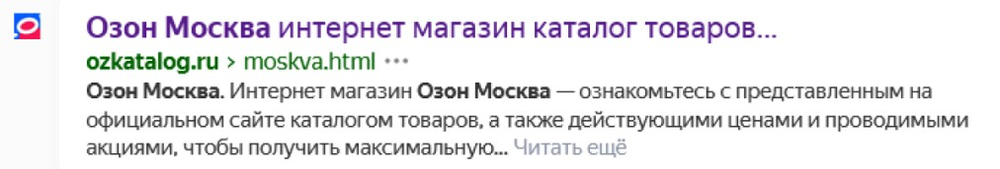 Озон Москва интернет магазин каталог товаров...
ozkatalog.ru › moskva.html •••
Озон Москва. Интернет магазин Озон Москва — ознакомьтесь с представленным на
официальном сайте каталогом товаров, а также действующими ценами и проводимыми
акциями, чтобы получить максимальную... Читать ещё